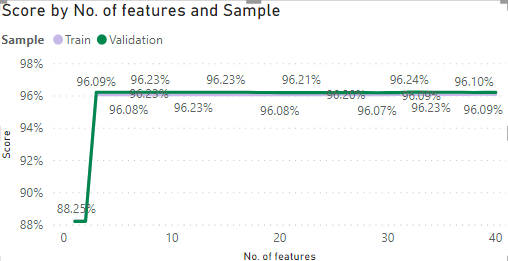 Score by No. of features and Sample
Sample Train Validation
98%
96.09% 96.23% 96.23% 96.21% 96.24% 96.10%
96% 96.23% 96.20% 96.09%
96.08% 96.23% 96.08% 96.07% 96.23% 96.09%
94%
Score
92%
90%
88.25%
88%
0 10 20 30 40
No. of features